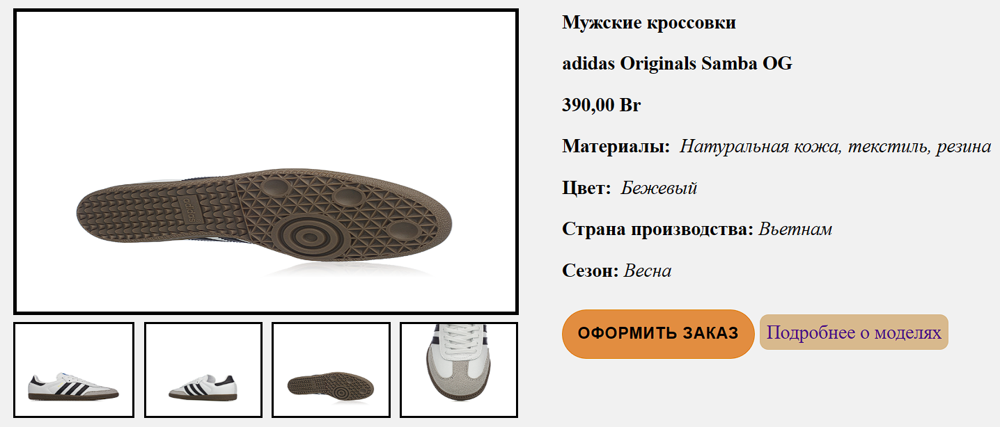 Мужские кроссовки
adidas Originals Samba OG
390,00 Br
Материалы: Натуральная кожа, текстиль, резина
Цвет: Бежевый
Страна производства: Вьетнам
Сезон: Весна
ОФОРМИТЬ ЗАКАЗ Подробнее о моделях
adidas